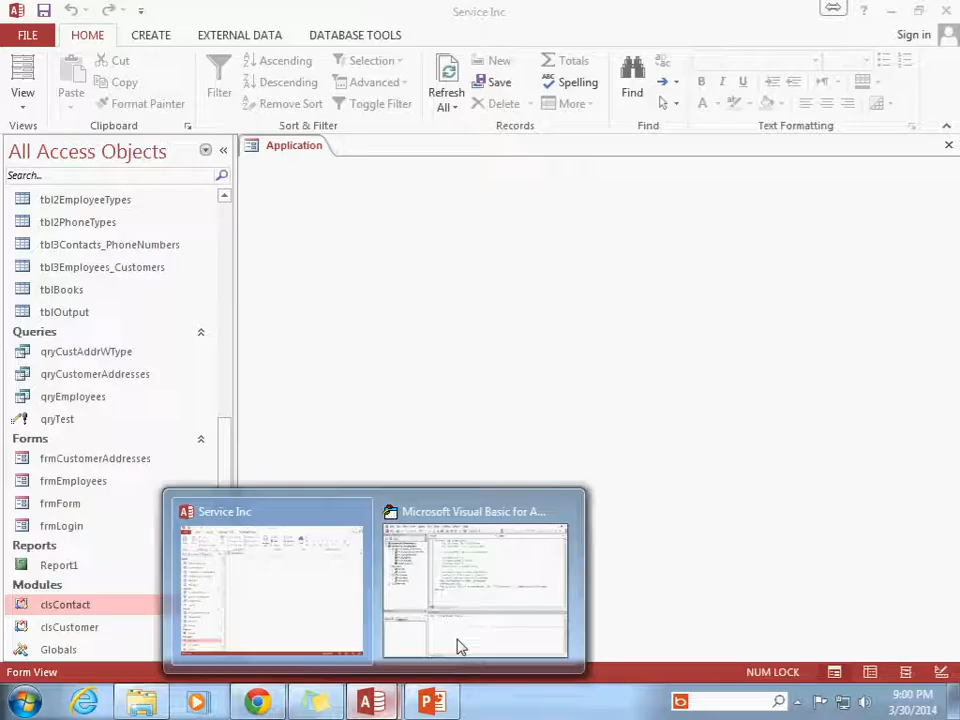 Service Inc
FILE HOME CREATE EXTERNAL DATA DATABASE TOOLS Sign in
View
Views
Paste
Cut
Copy
Format Painter
Clipboard
Filter
Ascending
Descending
Remove Sort
Selection
Advanced
Toggle Filter
Sort & Filter
Refresh
All
New
Save
Delete
Totals
Spelling
More
Records
Find
Find
B I U
A
Text Formatting
All Access Objects
Search..
Application
tbl2EmployeeTypes
tbl2PhoneTypes
tbl3Contacts_PhoneNumbers
tbl3Employees_Customers
tblBooks
tblOutput
Queries
qryCustAddrWType
qryCustomerAddresses
qryEmployees
qryTest
Forms
frmCustomerAddresses
frmEmployees
frmForm
frmLogin
Reports
Report1
Modules
clsContact
clsCustomer
Globals
Service Inc
Microsoft Visual Basic for A...
Form View
NUM LOCK
9:00 PM
3/30/2014